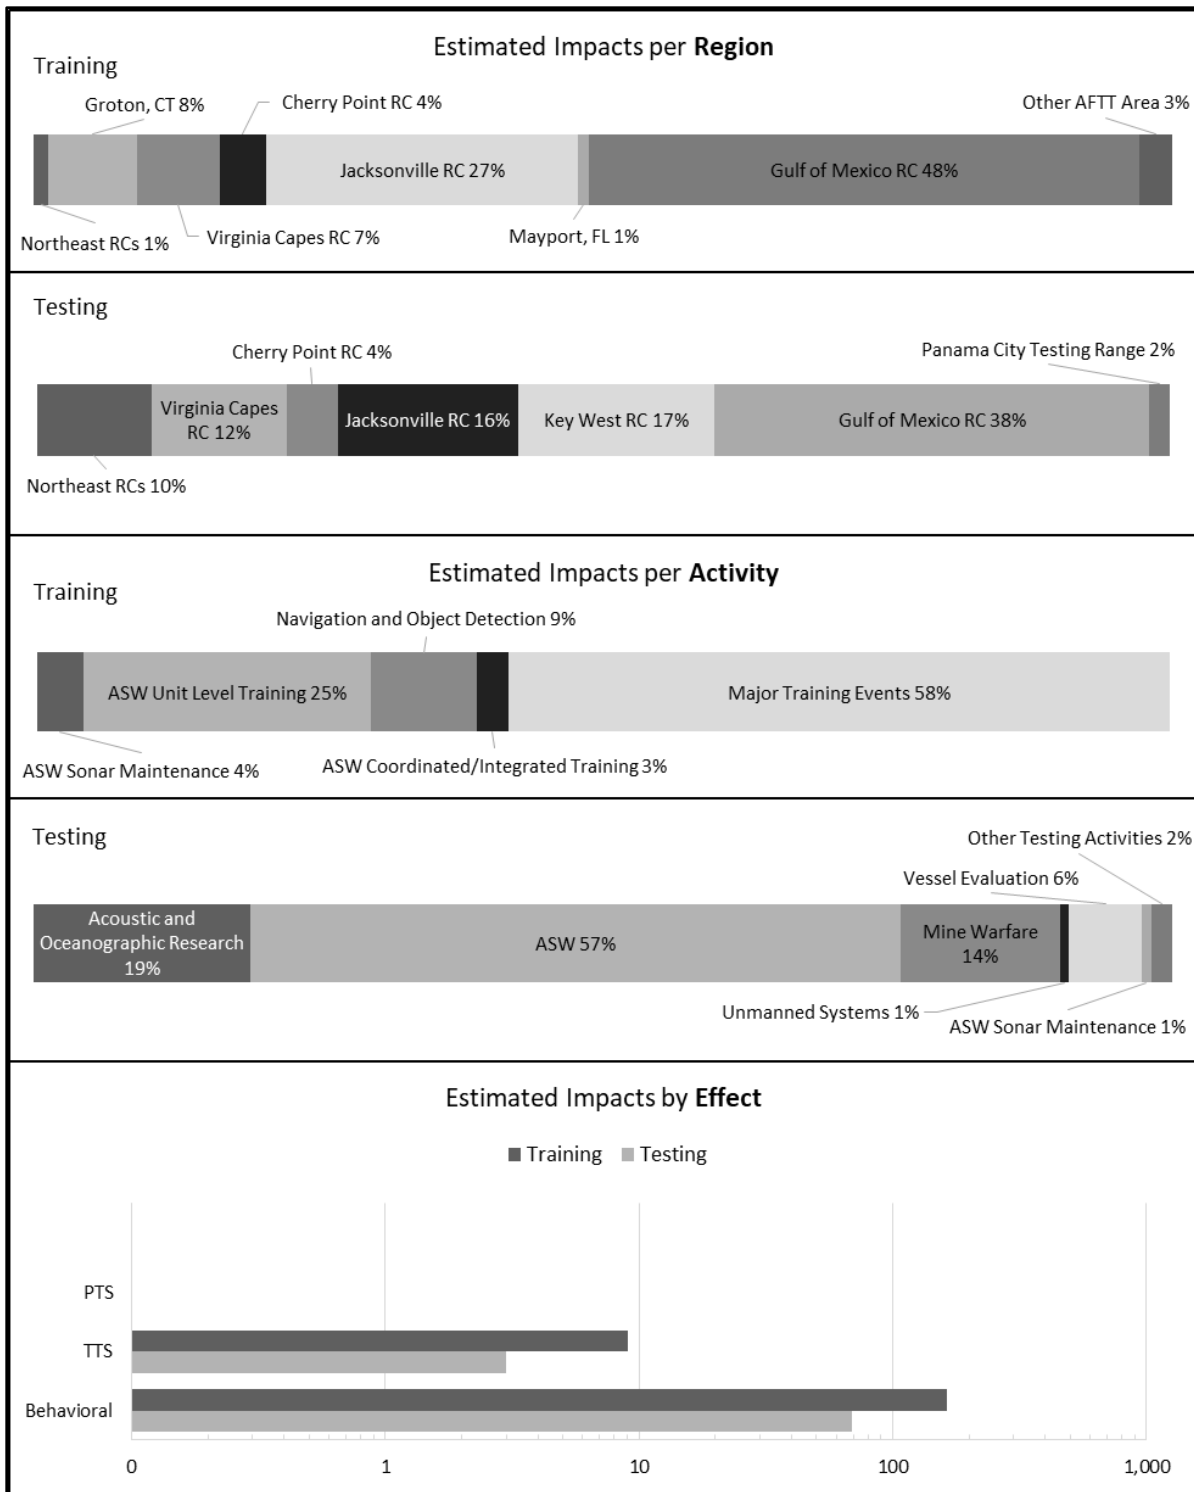 Estimated Impacts per Region
Training
Groton, CT 8%
Cherry Point RC 4%
Other AFTT Area 3%
Jacksonville RC 27%
Gulf of Mexico RC 48%
Northeast RCs 1%
Virginia Capes RC 7%
Mayport, FL 1%
Testing
Cherry Point RC 4%
Panama City Testing Range 2%
Virginia Capes
RC 12%
Jacksonville RC 16%
Key West RC 17%
Gulf of Mexico RC 38%
Northeast RCs 10%
Estimated Impacts per Activity
Training
Navigation and Object Detection 9%
ASW Unit Level Training 25%
Major Training Events 58%
ASW Sonar Maintenance 4%
ASW Coordinated/Integrated Training 3%
Testing
Other Testing Activities 2%
Vessel Evaluation 6%
Acoustic and
Oceanographic Research
19%
ASW 57%
Mine Warfare
14%
Unmanned Systems 1%
ASW Sonar Maintenance 1%
Estimated Impacts by Effect
Training Testing
PTS
TTS
Behavioral
0 1 10 100 1,000